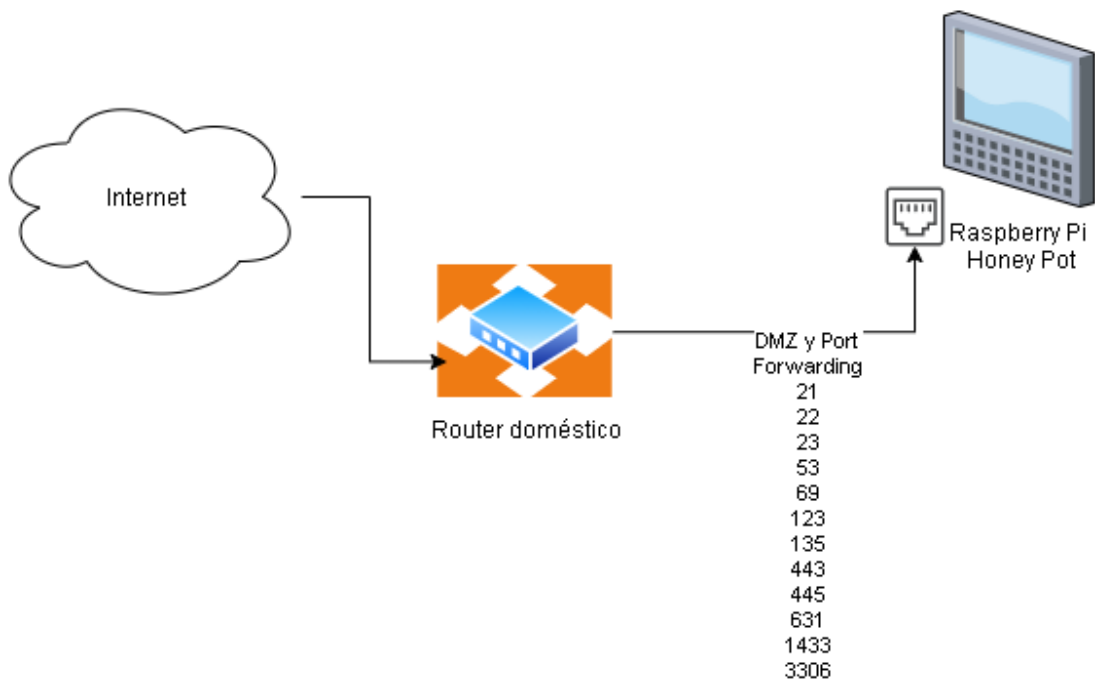 Internet
Router doméstico
Raspberry Pi
Honey Pot
DMZ y Port
Forwarding
21
22
23
53
69
123
135
443
445
631
1433
3306